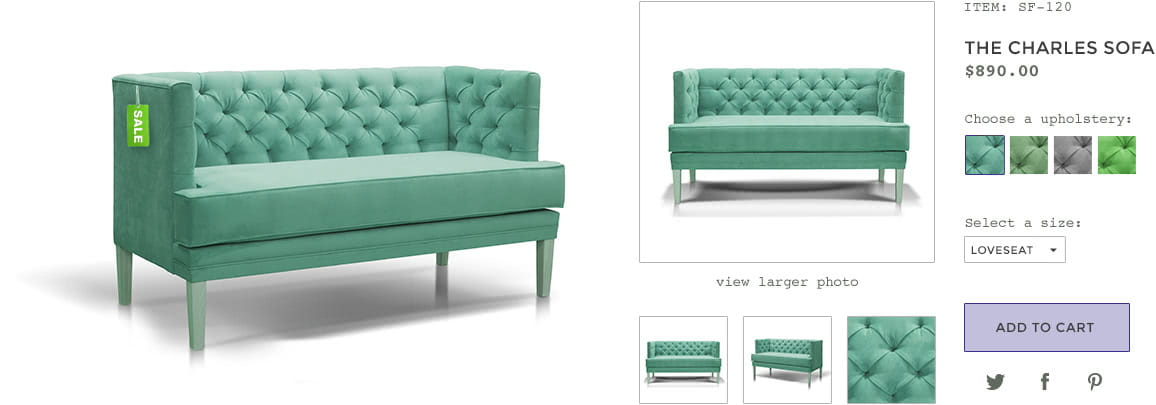 SALE
view larger photo
ITEM: SF-120
THE CHARLES SOFA
$890.00
Choose a upholstery:
Select a size:
LOVESEAT
ADD TO CART